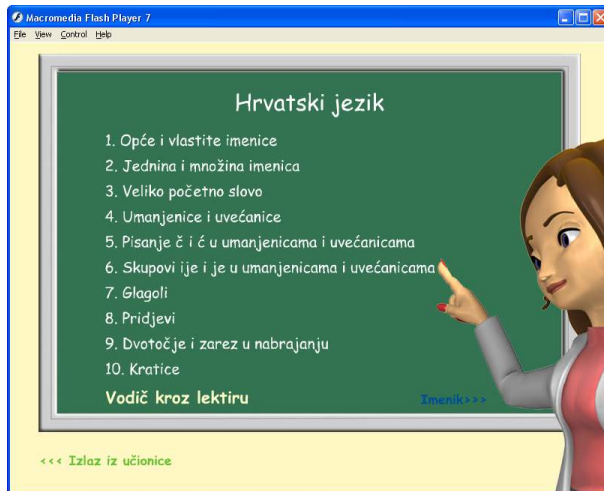 Macromedia Flash Player 7
File View Control Help
Hrvatski jezik
1. Opće i vlastite imenice
2. Jednina i množina imenica
3. Veliko početno slovo
4. Umanjenice i uvećanice
5. Pisanje č i ć u umanjenicama i uvećanicama
6. Skupovi ije i je u umanjenicama i uvećanicama
7. Glagoli
8. Pridjevi
9. Dvotočje i zarez u nabrajanju
10. Kratice
Vodič kroz lektiru
Imenik>>>
<<< Izlaz iz učionice